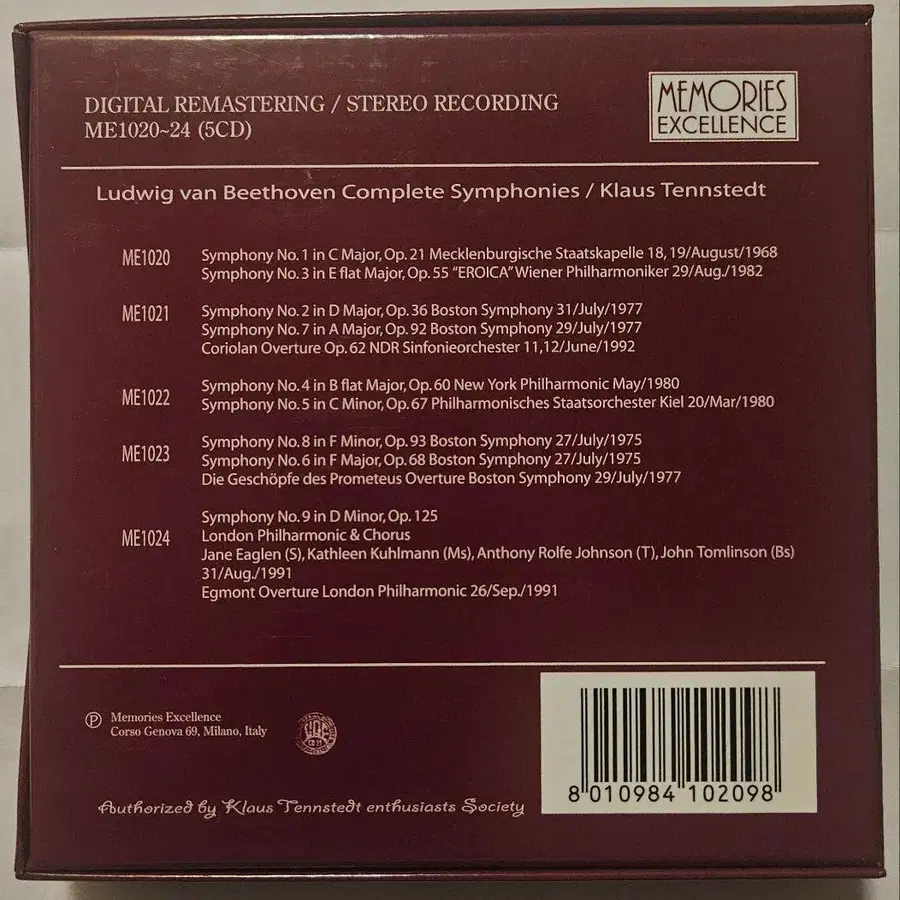 DIGITAL REMASTERING / STEREO RECORDING
ME1020~24 (5CD)
MEMORIES
EXCELLENCE
Ludwig van Beethoven Complete Symphonies / Klaus Tennstedt
ME1020
Symphony No. 1 in C Major, Op. 21 Mecklenburgische Staatskapelle 18, 19/August/1968
Symphony No. 3 in E flat Major, Op. 55 "EROICA" Wiener Philharmoniker 29/Aug./1982
ME1021
Symphony No. 2 in D Major, Op. 36 Boston Symphony 31/July/1977
Symphony No. 7 in A Major, Op. 92 Boston Symphony 29/July/1977
Coriolan Overture Op. 62 NDR Sinfonieorchester 11,12/June/1992
ME1022
Symphony No. 4 in B flat Major, Op. 60 New York Philharmonic May/1980
Symphony No. 5 in C Minor, Op. 67 Philharmonisches Staatsorchester Kiel 20/Mar/1980
ME1023
Symphony No. 8 in F Minor, Op. 93 Boston Symphony 27/July/1975
Symphony No. 6 in F Major, Op. 68 Boston Symphony 27/July/1975
Die Geschöpfe des Prometeus Overture Boston Symphony 29/July/1977
ME1024
Symphony No. 9 in D Minor, Op. 125
London Philharmonic & Chorus
Jane Eaglen (S), Kathleen Kuhlmann (Ms), Anthony Rolfe Johnson (T), John Tomlinson (Bs)
31/Aug./1991
Egmont Overture London Philharmonic 26/Sep./1991
℗ Memories Excellence
Corso Genova 69, Milano, Italy
Authorized by Klaus Tennstedt enthusiasts Society
8 010984 102098